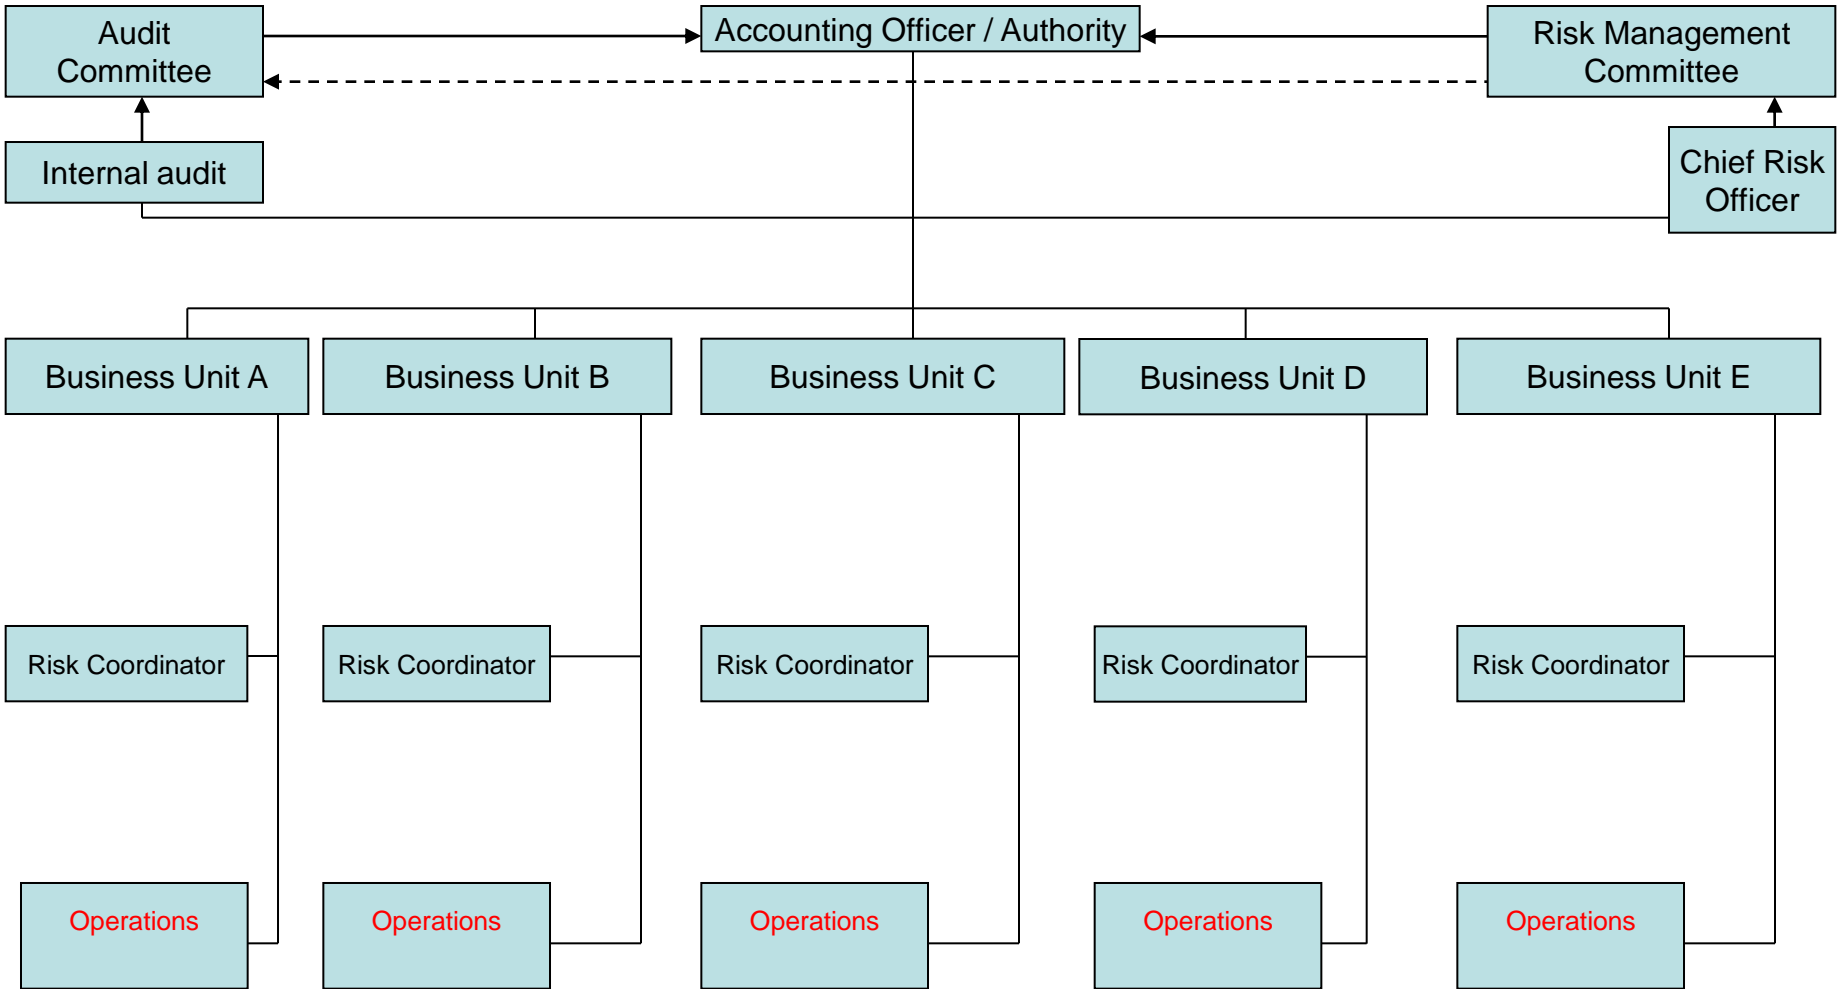 Audit
Committee
Accounting Officer / Authority
Risk Management
Committee
Internal audit
Chief Risk
Officer
Business Unit A
Business Unit B
Business Unit C
Business Unit D
Business Unit E
Risk Coordinator
Risk Coordinator
Risk Coordinator
Risk Coordinator
Risk Coordinator
Operations
Operations
Operations
Operations
Operations